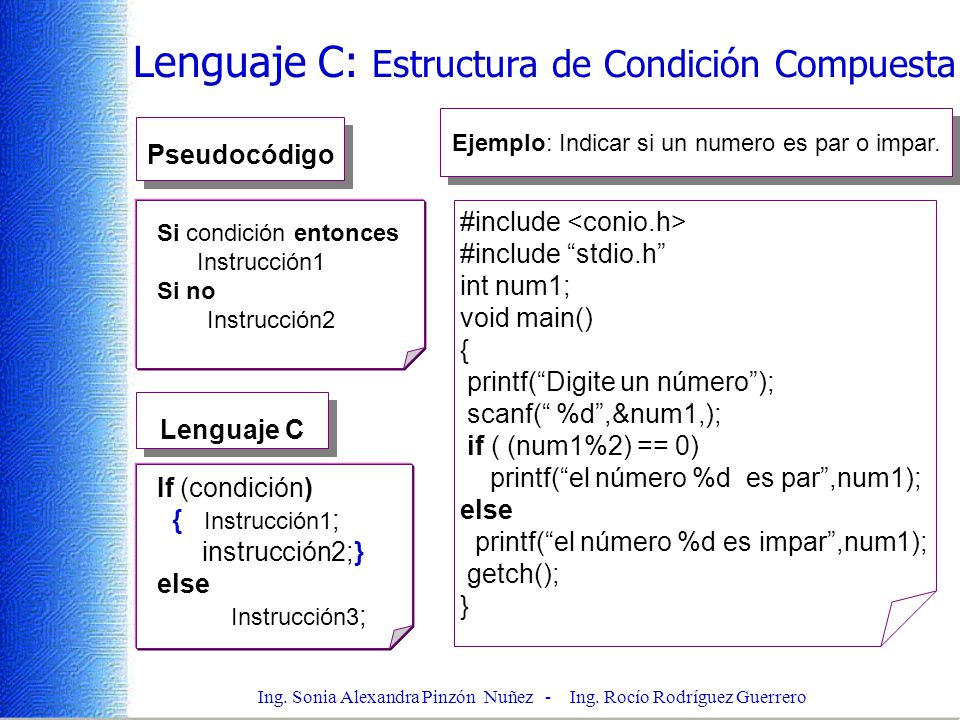 Lenguaje C: Estructura de Condición Compuesta
Pseudocódigo
Si condición entonces
Instrucción1
Si no
Instrucción2
Lenguaje C
If (condición)
{ Instrucción1;
instrucción2;}
else
Instrucción3;
Ejemplo: Indicar si un numero es par o impar.
#include <conio.h>
#include “stdio.h”
int num1;
void main()
{
printf(“Digite un número”);
scanf(“ %d”,&num1,);
if ( (num1%2) == 0)
printf(“el número %d es par”,num1);
else
printf(“el número %d es impar”,num1);
getch();
}
Ing. Sonia Alexandra Pinzón Nuñez - Ing. Rocío Rodríguez Guerrero